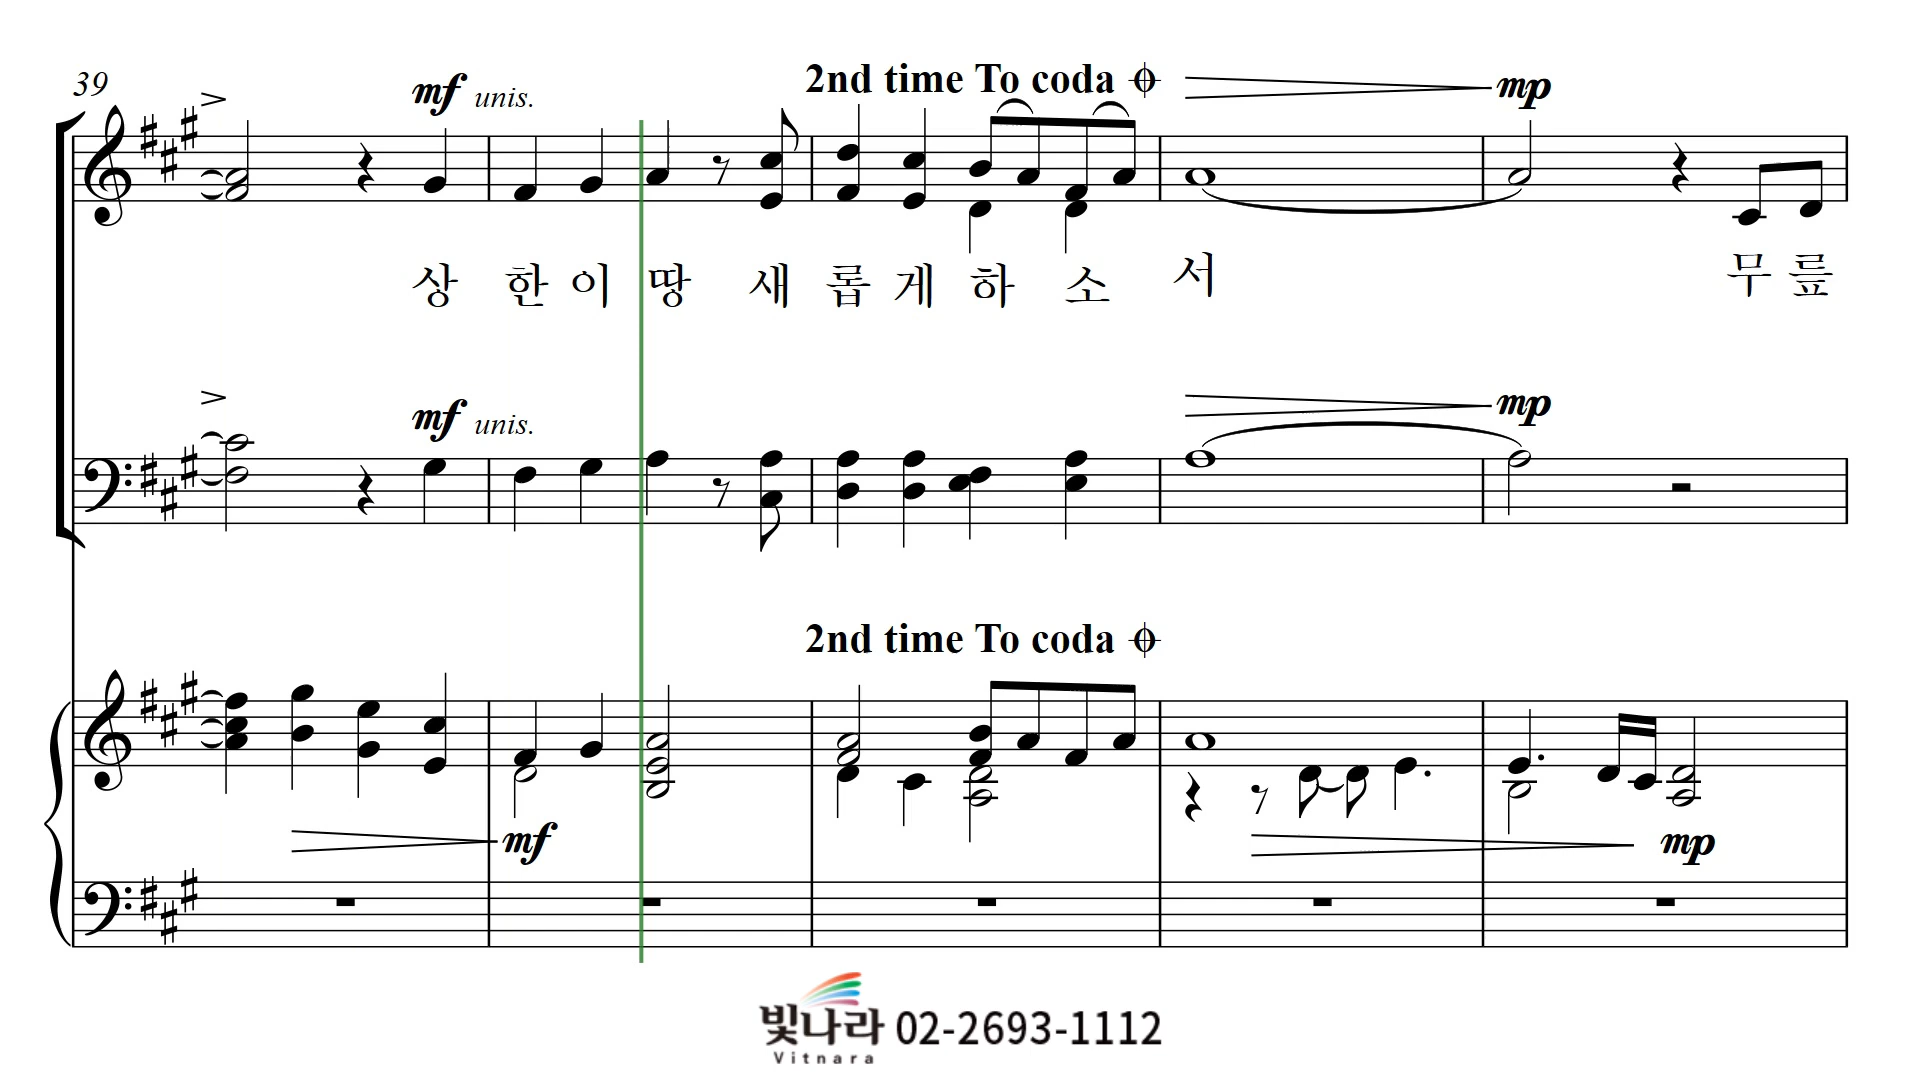 39
mf unis.
2nd time To coda
mp
상 한 이 땅 새 롭 게 하 소 서 무 릎
mf unis.
mp
2nd time To coda
mf
mp
빛나라 02-2693-1112
Vitnara